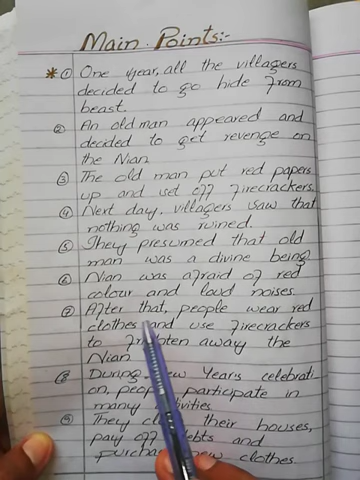 Main Points:-
* ① One year, all the villagers
decided to go hide from
beast.
② An old man appeared and
decided to get revenge on
the Nian
③ The old man put red papers
up and set off firecrackers.
④ Next day, villagers saw that
nothing was ruined.
⑤ They presumed that old
man was a divine being
⑥ Nian was afraid of red
colour and loud noises.
⑦ After that, people wear red
clothes and use firecrackers
to away the
Nian
⑧ During Years celebrati
on, people participate in
many activities
⑨ They their houses,
pay off debts and
new clothes.